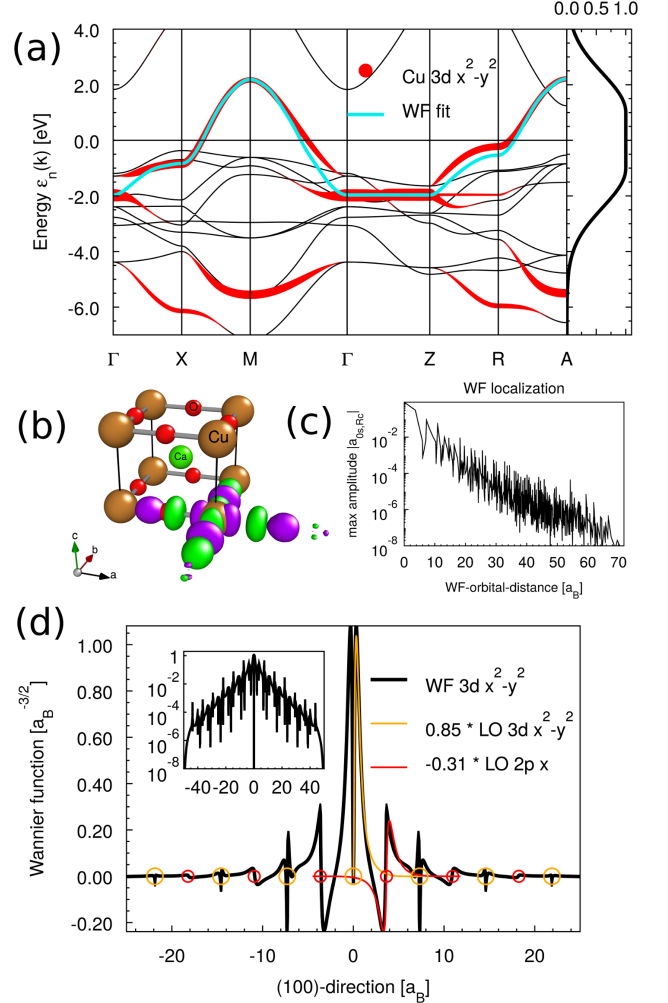 0.0 0.5 1.0
(a)
4.0
2.0
0.0
-2.0
-4.0
-6.0
Energy εn(k) [eV]
Cu 3d x²-y²
WF fit
Γ X M Γ Z R A
(b)
O
Cu
Ca
c
b
a
(c)
WF localization
max amplitude |a0s,Rc|
10⁻²
10⁻⁴
10⁻⁶
10⁻⁸
0 10 20 30 40 50 60 70
WF-orbital-distance [aB]
(d)
Wannier function [aB⁻³/²]
1.00
0.80
0.60
0.40
0.20
0.00
-0.20
1
10⁻²
10⁻⁴
10⁻⁶
10⁻⁸
-40 -20 0 20 40
WF 3d x²-y²
0.85 * LO 3d x²-y²
-0.31 * LO 2p x
-20 -10 0 10 20
(100)-direction [aB]